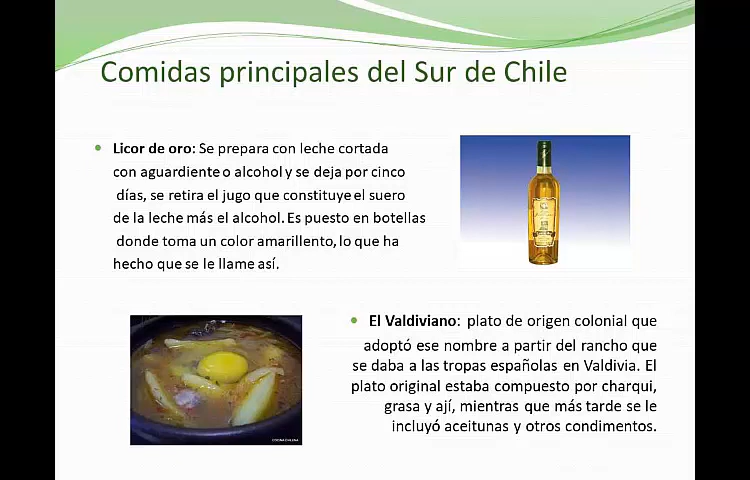 Comidas principales del Sur de Chile
Licor de oro: Se prepara con leche cortada
con aguardiente o alcohol y se deja por cinco
días, se retira el jugo que constituye el suero
de la leche más el alcohol. Es puesto en botellas
donde toma un color amarillento, lo que ha
hecho que se le llame así.
El Valdiviano: plato de origen colonial que
adoptó ese nombre a partir del rancho que
se daba a las tropas españolas en Valdivia. El
plato original estaba compuesto por charqui,
grasa y ají, mientras que más tarde se le
incluyó aceitunas y otros condimentos.
COCINA CHILENA